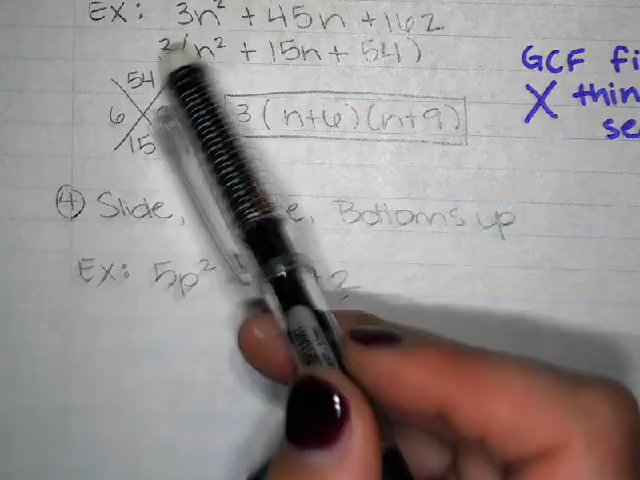 EX: 3n² + 45n + 162
3(n² + 15n + 54)
GCF
X
54
6
15
3(n+6)(n+9)
④ Slide, Bottoms up
EX: 5p² +2